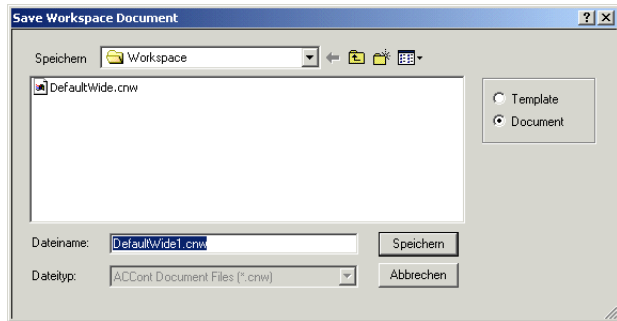 Save Workspace Document
Speichern Workspace
DefaultWide.cnw
Template
Document
Dateiname: DefaultWide1.cnw Speichern
Dateityp: ACCont Document Files (*.cnw) Abbrechen